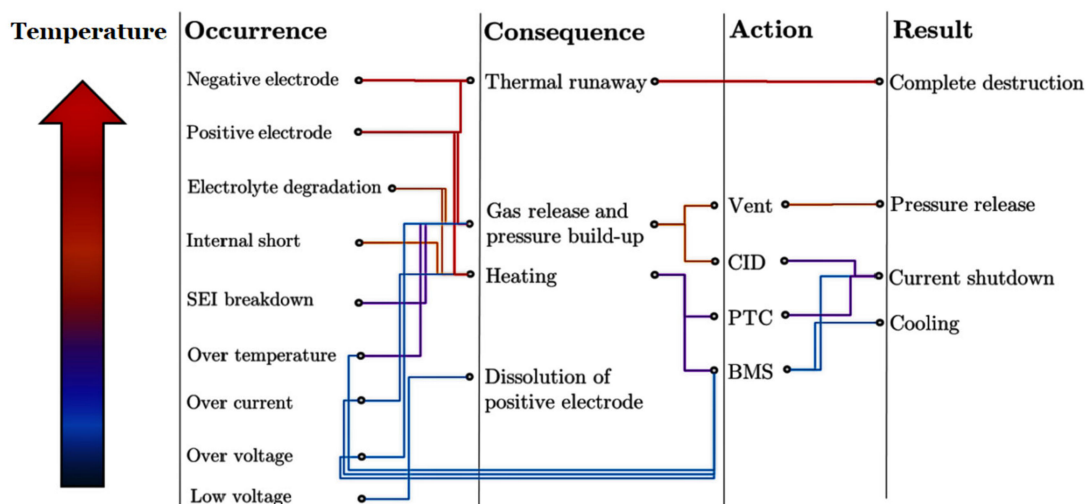 Temperature
Occurrence
Consequence
Action
Result
Negative electrode
Thermal runaway
Complete destruction
Positive electrode
Electrolyte degradation
Gas release and
pressure build-up
Vent
Pressure release
Internal short
CID
Heating
Current shutdown
SEI breakdown
PTC
Cooling
Over temperature
BMS
Dissolution of
positive electrode
Over current
Over voltage
Low voltage